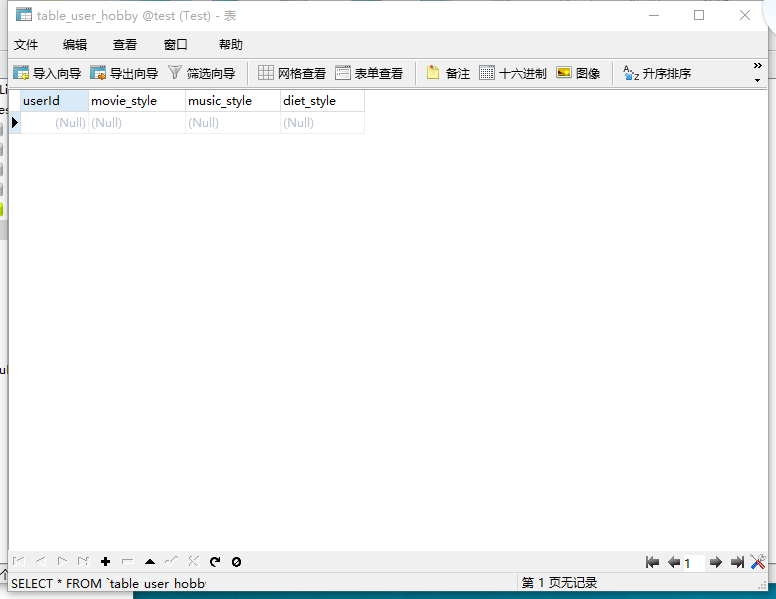 table_user_hobby @test (Test) - 表
文件 编辑 查看 窗口 帮助
导入向导 导出向导 筛选向导 网格查看 表单查看 备注 十六进制 图像 升序排序
userId movie_style music_style diet_style
(Null) (Null) (Null) (Null)
1
SELECT * FROM `table_user_hobb 第 1 页无记录